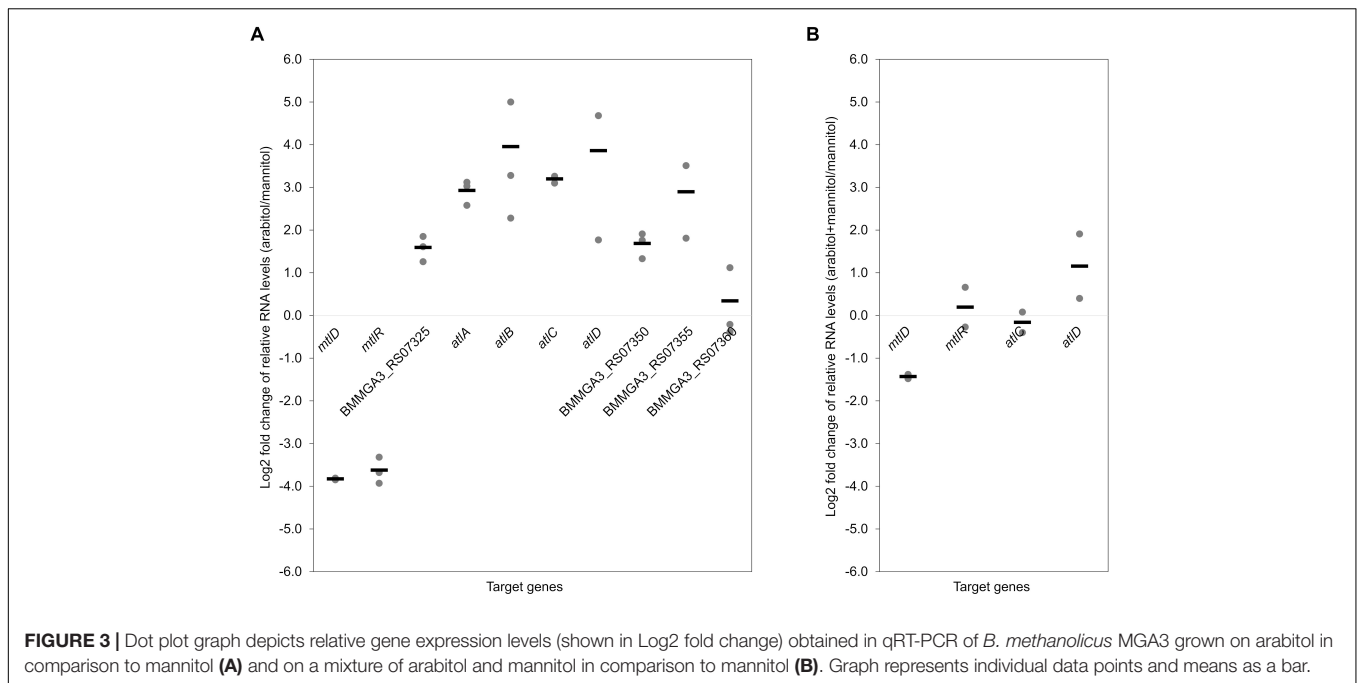 A
Log2 fold change of relative RNA levels (arabitol/mannitol)
6.0
5.0
4.0
3.0
2.0
1.0
0.0
-1.0
-2.0
-3.0
-4.0
-5.0
-6.0
mtlD
mtlR
BMMGA3_RS07325
atlA
atlB
atlC
atlD
BMMGA3_RS07350
BMMGA3_RS07355
BMMGA3_RS07360
Target genes
B
Log2 fold change of relative RNA levels (arabitol+mannitol/mannitol)
6.0
5.0
4.0
3.0
2.0
1.0
0.0
-1.0
-2.0
-3.0
-4.0
-5.0
-6.0
mtlD
mtlR
atlC
atlD
Target genes
FIGURE 3 | Dot plot graph depicts relative gene expression levels (shown in Log2 fold change) obtained in qRT-PCR of B. methanolicus MGA3 grown on arabitol in
comparison to mannitol (A) and on a mixture of arabitol and mannitol in comparison to mannitol (B). Graph represents individual data points and means as a bar.